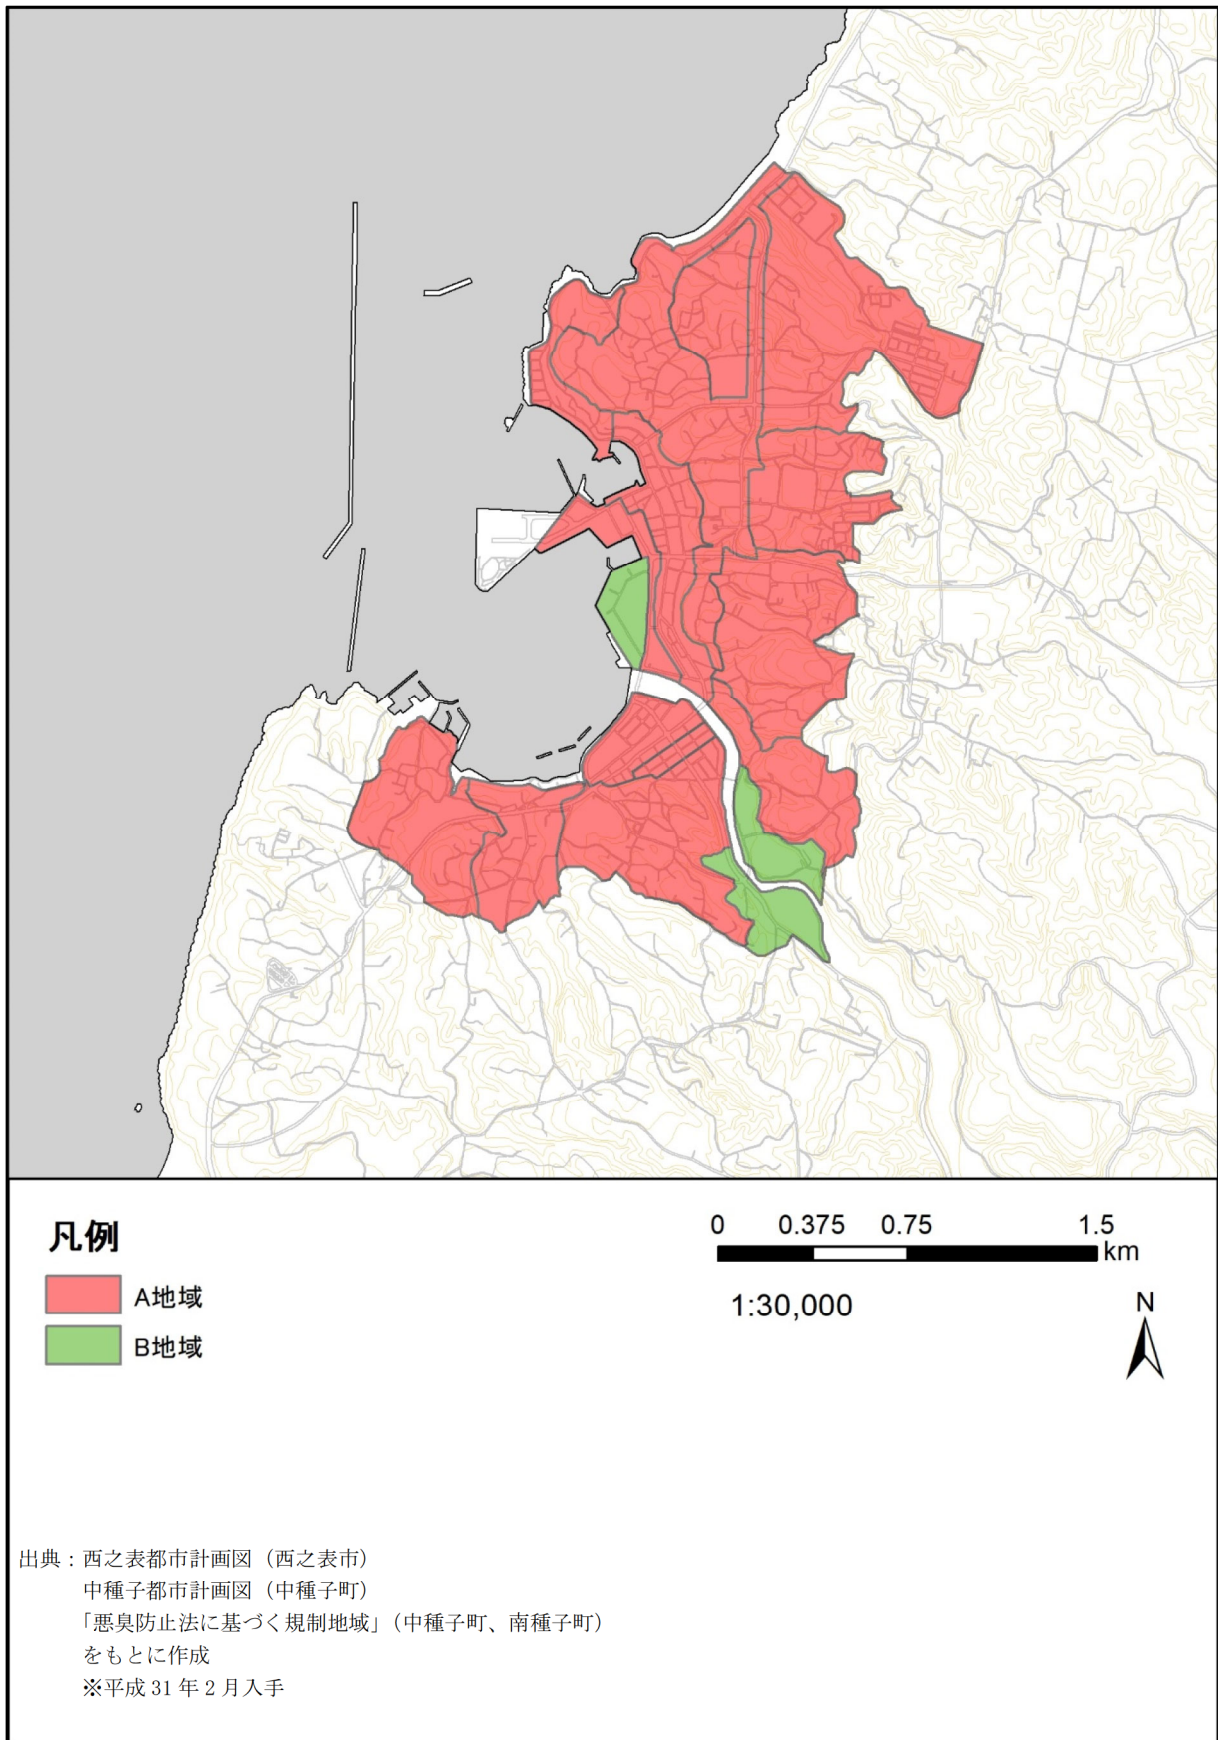 凡例
A地域
B地域
0 0.375 0.75 1.5
km
1:30,000
N
出典：西之表都市計画図（西之表市）
中種子都市計画図（中種子町）
「悪臭防止法に基づく規制地域」（中種子町、南種子町）
をもとに作成
※平成 31 年 2 月入手